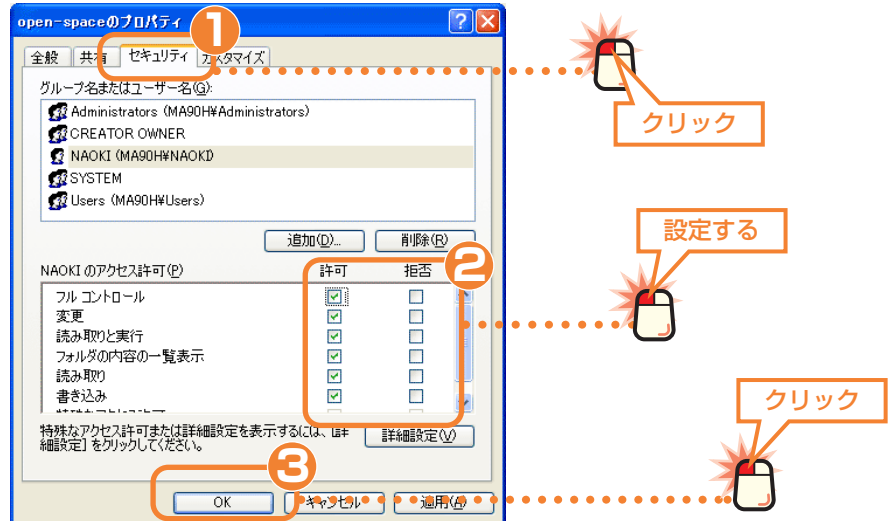 open-spaceのプロパティ
1
全般 共有 セキュリティ カスタマイズ
グループ名またはユーザー名(G):
Administrators (MA90H¥Administrators)
CREATOR OWNER
NAOKI (MA90H¥NAOKI)
SYSTEM
Users (MA90H¥Users)
追加(D)... 削除(R)
2
NAOKI のアクセス許可(P) 許可 拒否
フル コントロール
変更
読み取りと実行
フォルダの内容の一覧表示
読み取り
書き込み
特殊なアクセス許可または詳細設定を表示するには、[詳
細設定] をクリックしてください。
詳細設定(V)
3
OK キャンセル 適用(A)
クリック
設定する
クリック